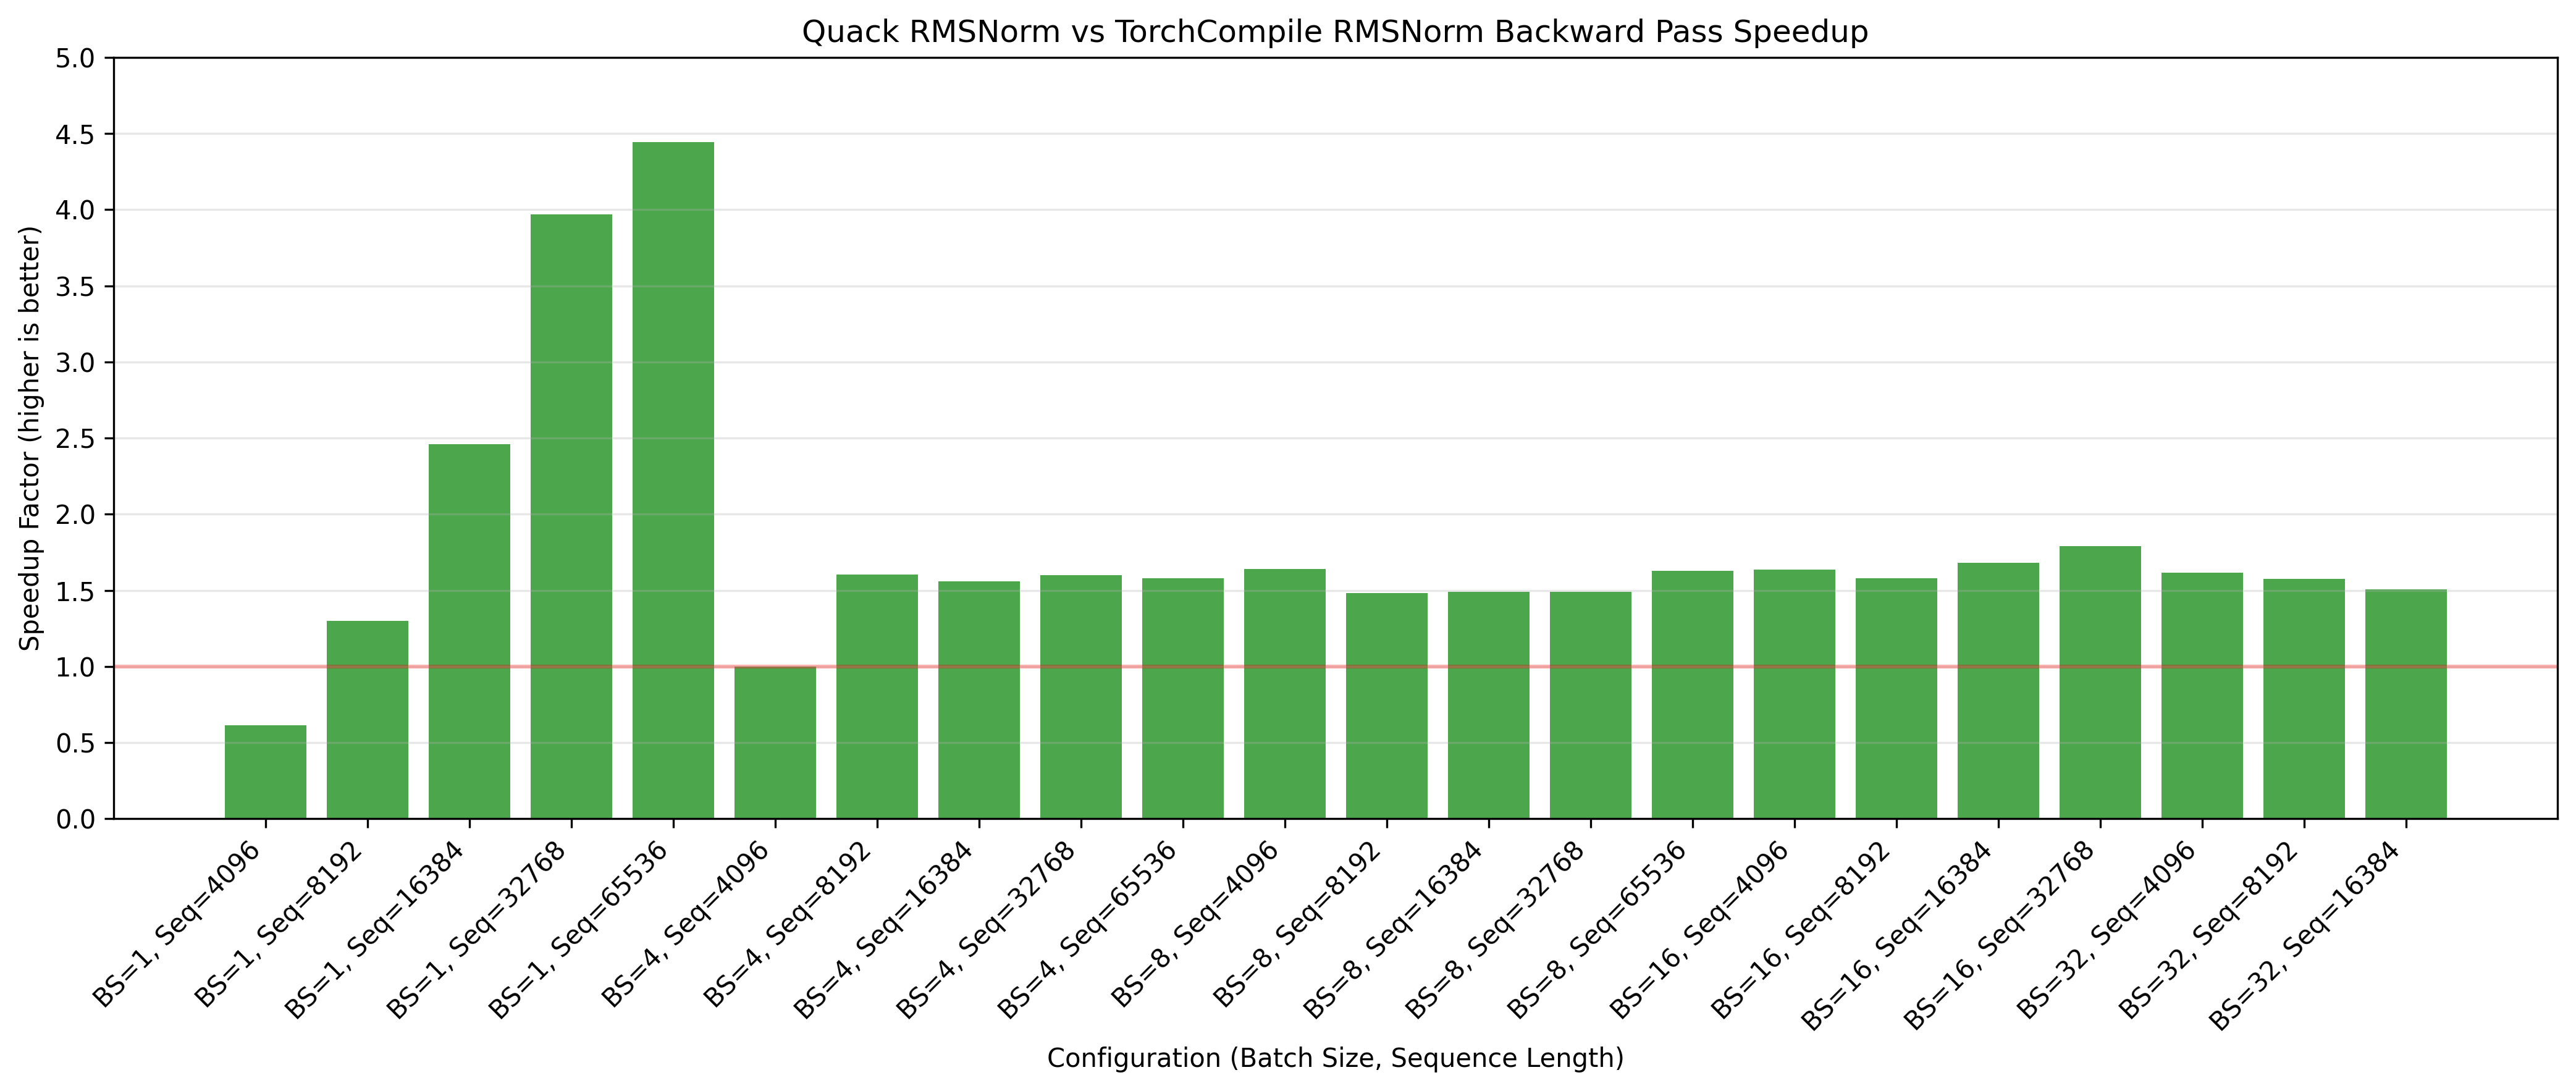 Quack RMSNorm vs TorchCompile RMSNorm Backward Pass Speedup
Speedup Factor (higher is better)
5.0
4.5
4.0
3.5
3.0
2.5
2.0
1.5
1.0
0.5
0.0
BS=1, Seq=4096
BS=1, Seq=8192
BS=1, Seq=16384
BS=1, Seq=32768
BS=1, Seq=65536
BS=4, Seq=4096
BS=4, Seq=8192
BS=4, Seq=16384
BS=4, Seq=32768
BS=4, Seq=65536
BS=8, Seq=4096
BS=8, Seq=8192
BS=8, Seq=16384
BS=8, Seq=32768
BS=8, Seq=65536
BS=16, Seq=4096
BS=16, Seq=8192
BS=16, Seq=16384
BS=16, Seq=32768
BS=32, Seq=4096
BS=32, Seq=8192
BS=32, Seq=16384
Configuration (Batch Size, Sequence Length)